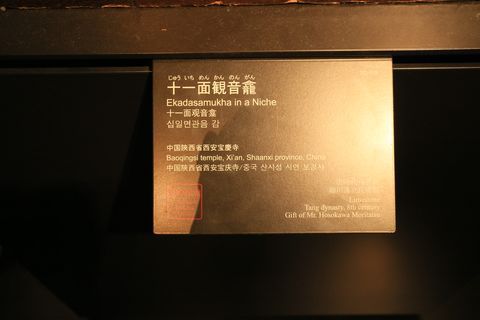 じゅう いち めん かん のん がん
十一面観音龕
Ekadasamukha in a Niche
十一面观音龛
십일면관음 감
中国陝西省西安宝慶寺
Baoqingsi temple, Xi'an, Shaanxi province, China
中国陕西省西安宝庆寺/중국 산시성 시안 보경사
Limestone
Tang dynasty, 8th century
Gift of Mr. Hosokawa Moritatsu